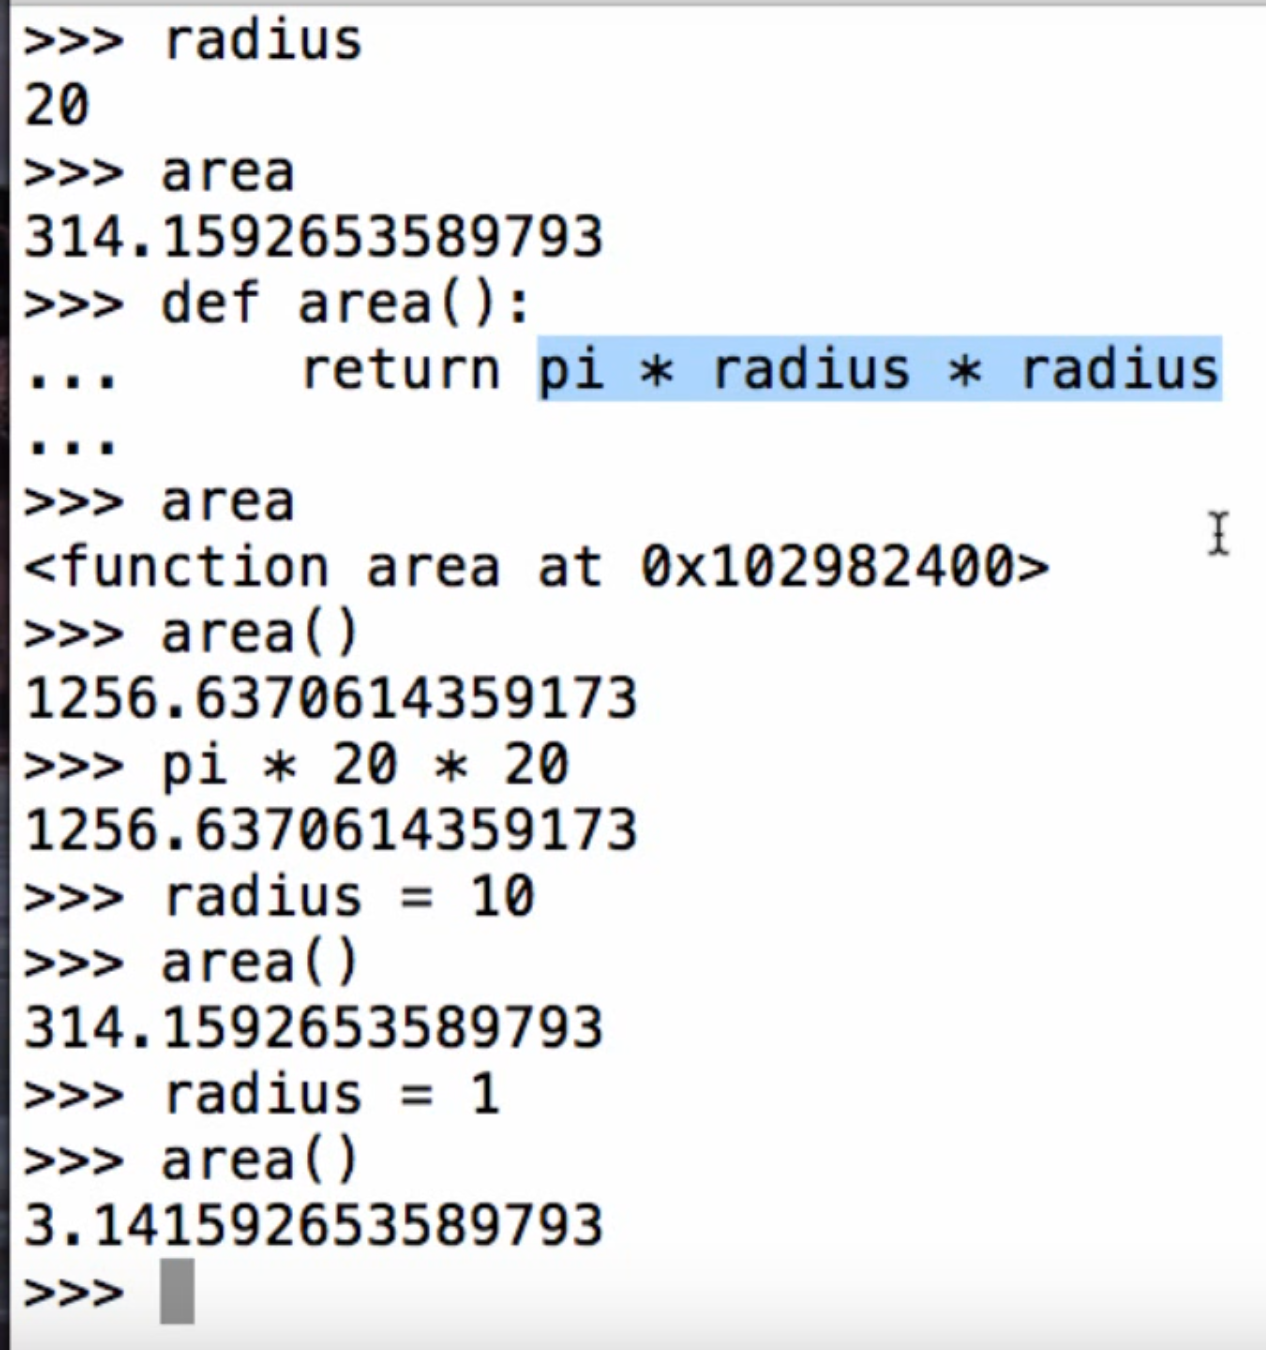 >>> radius
20
>>> area
314.1592653589793
>>> def area():
...     return pi * radius * radius
...
>>> area
<function area at 0x102982400>
>>> area()
1256.6370614359173
>>> pi * 20 * 20
1256.6370614359173
>>> radius = 10
>>> area()
314.1592653589793
>>> radius = 1
>>> area()
3.141592653589793
>>>